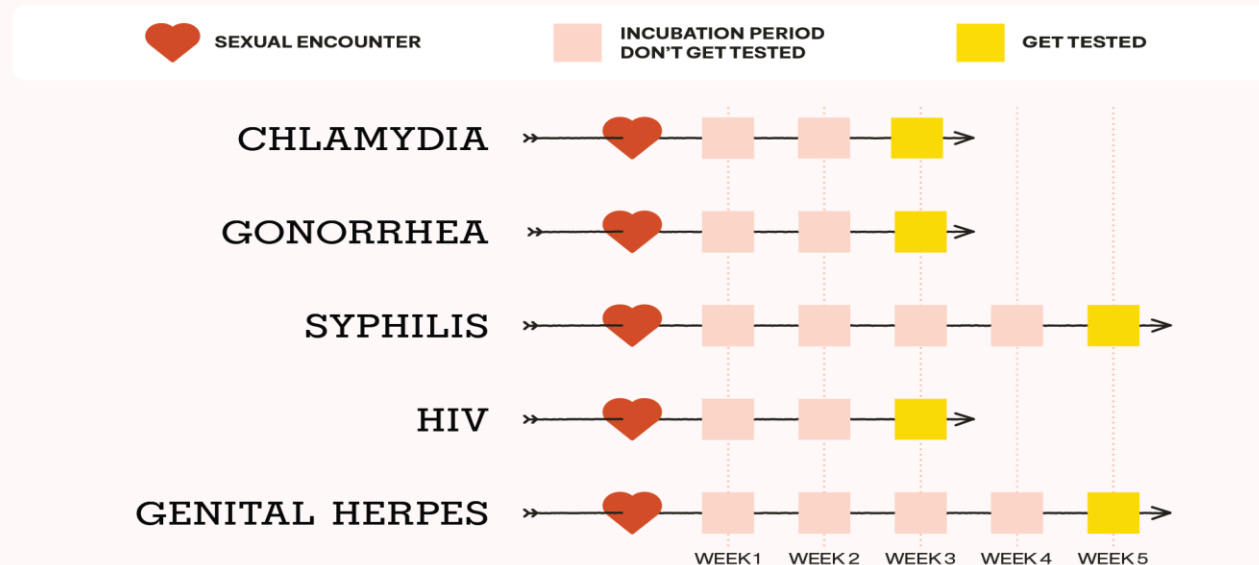 SEXUAL ENCOUNTER
INCUBATION PERIOD
DON'T GET TESTED
GET TESTED
CHLAMYDIA
GONORRHEA
SYPHILIS
HIV
GENITAL HERPES
WEEK 1 WEEK 2 WEEK 3 WEEK 4 WEEK 5